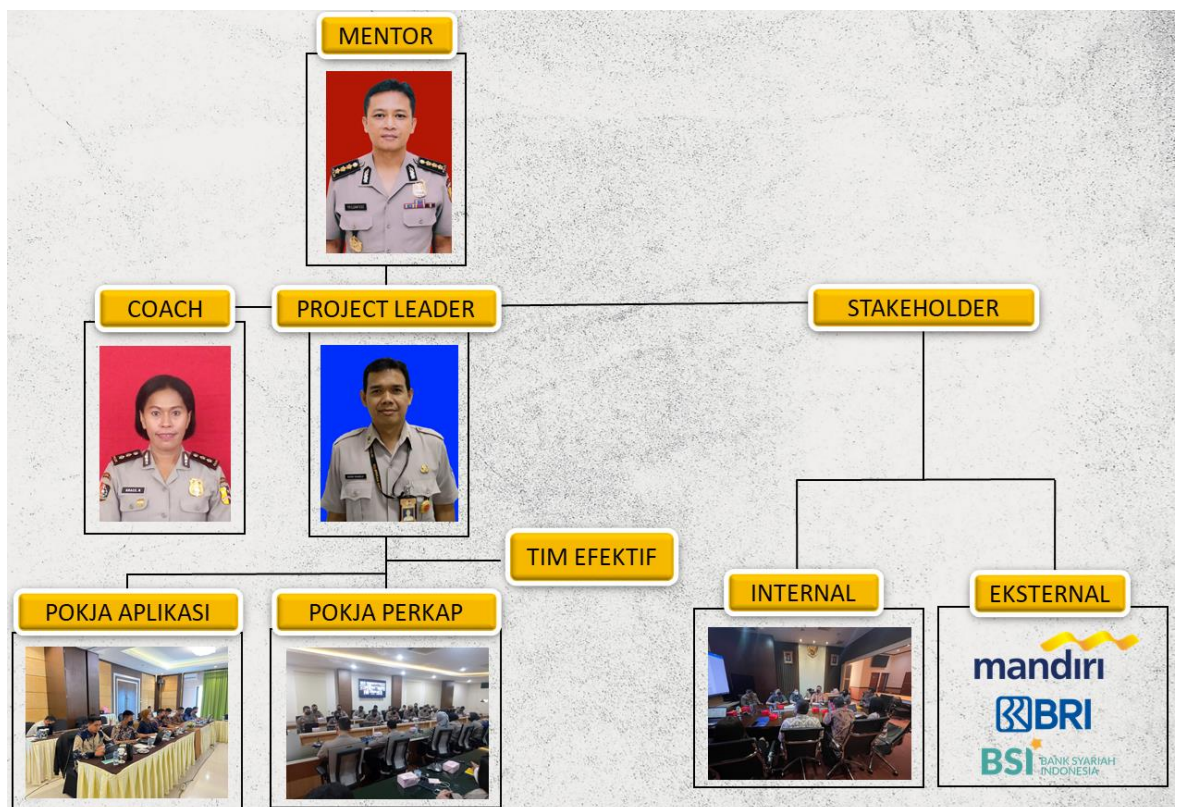 MENTOR
COACH
PROJECT LEADER
STAKEHOLDER
TIM EFEKTIF
POKJA APLIKASI
POKJA PERKAP
INTERNAL
EKSTERNAL
mandiri
BRI
BSI BANK SYARIAH
INDONESIA